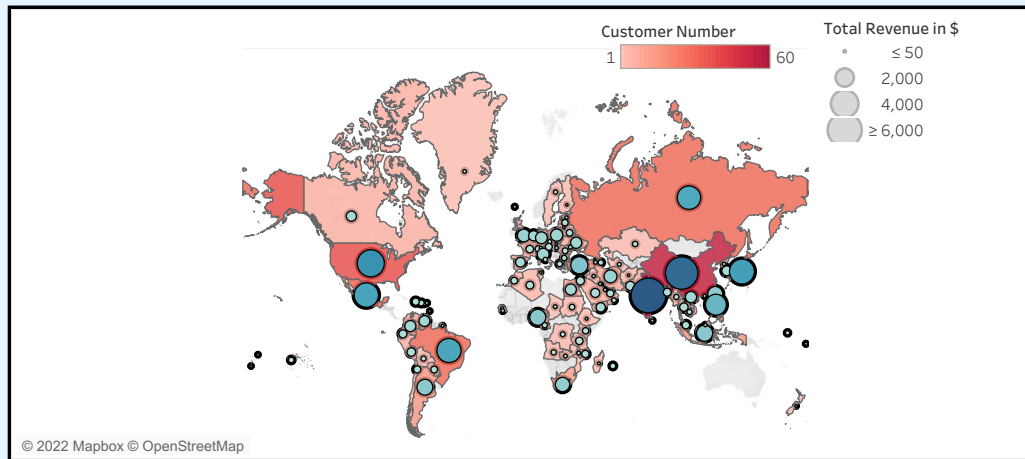 Customer Number
1 60
Total Revenue in $
≤ 50
2,000
4,000
≥ 6,000
© 2022 Mapbox © OpenStreetMap